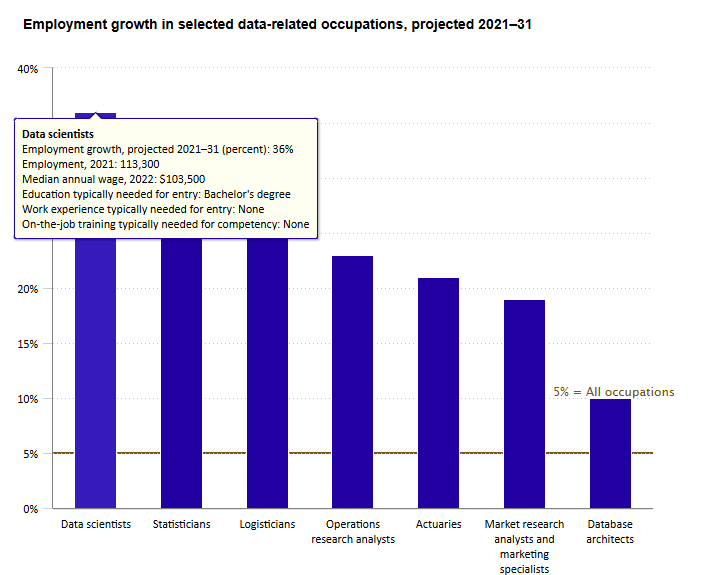 Employment growth in selected data-related occupations, projected 2021–31
40%
Data scientists
Employment growth, projected 2021–31 (percent): 36%
Employment, 2021: 113,300
Median annual wage, 2022: $103,500
Education typically needed for entry: Bachelor's degree
Work experience typically needed for entry: None
On-the-job training typically needed for competency: None
20%
15%
5% = All occupations
10%
5%
0%
Data scientists
Statisticians
Logisticians
Operations
research analysts
Actuaries
Market research
analysts and
marketing
specialists
Database
architects